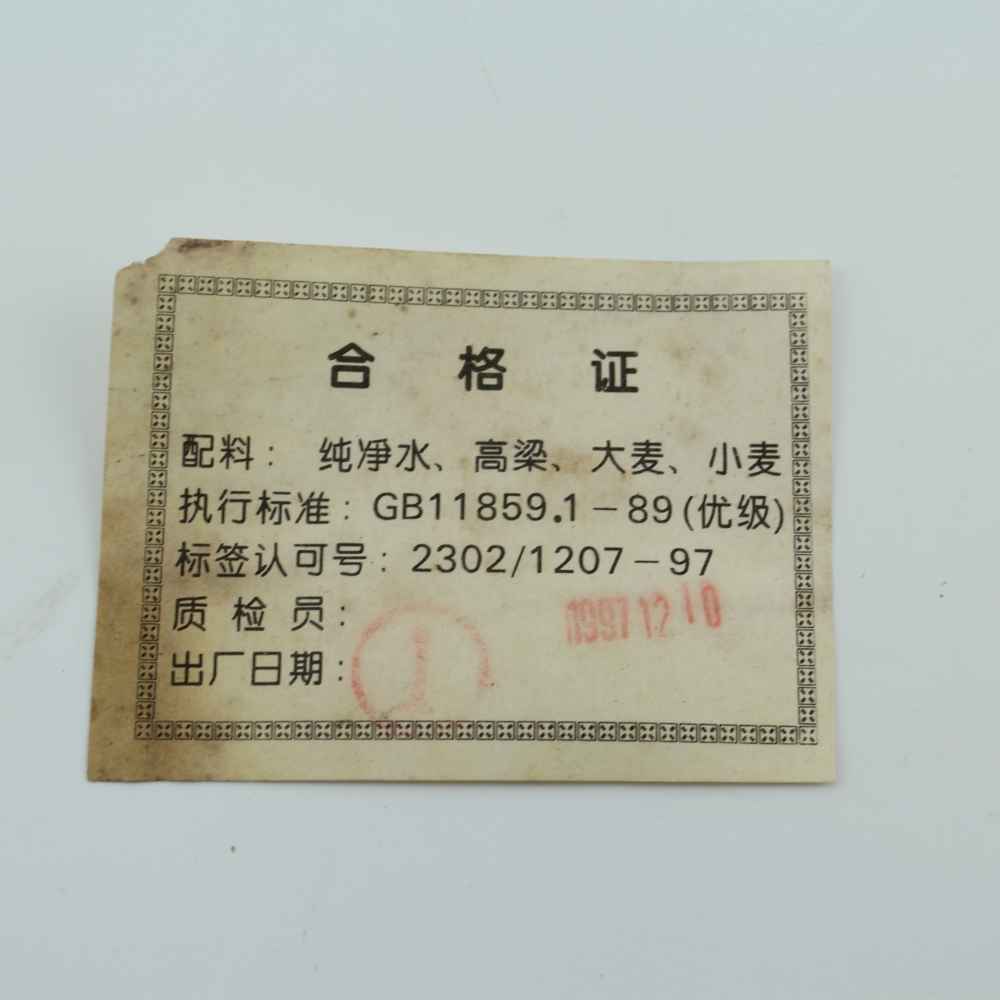 合格证
配料：纯净水、高梁、大麦、小麦
执行标准：GB11859.1－89(优级)
标签认可号：2302/1207－97
质检员：
1997 12 10
出厂日期：
1